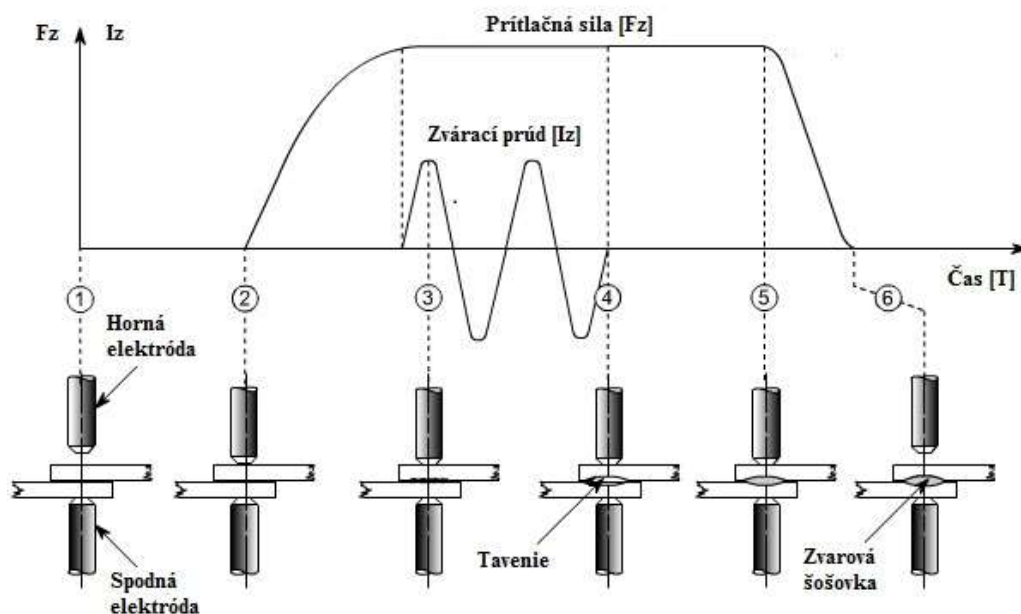 Fz
Iz
Prítlačná sila [Fz]
Zvárací prúd [Iz]
Čas [T]
1
2
3
4
5
6
Horná
elektróda
Spodná
elektróda
Tavenie
Zvarová
šošovka